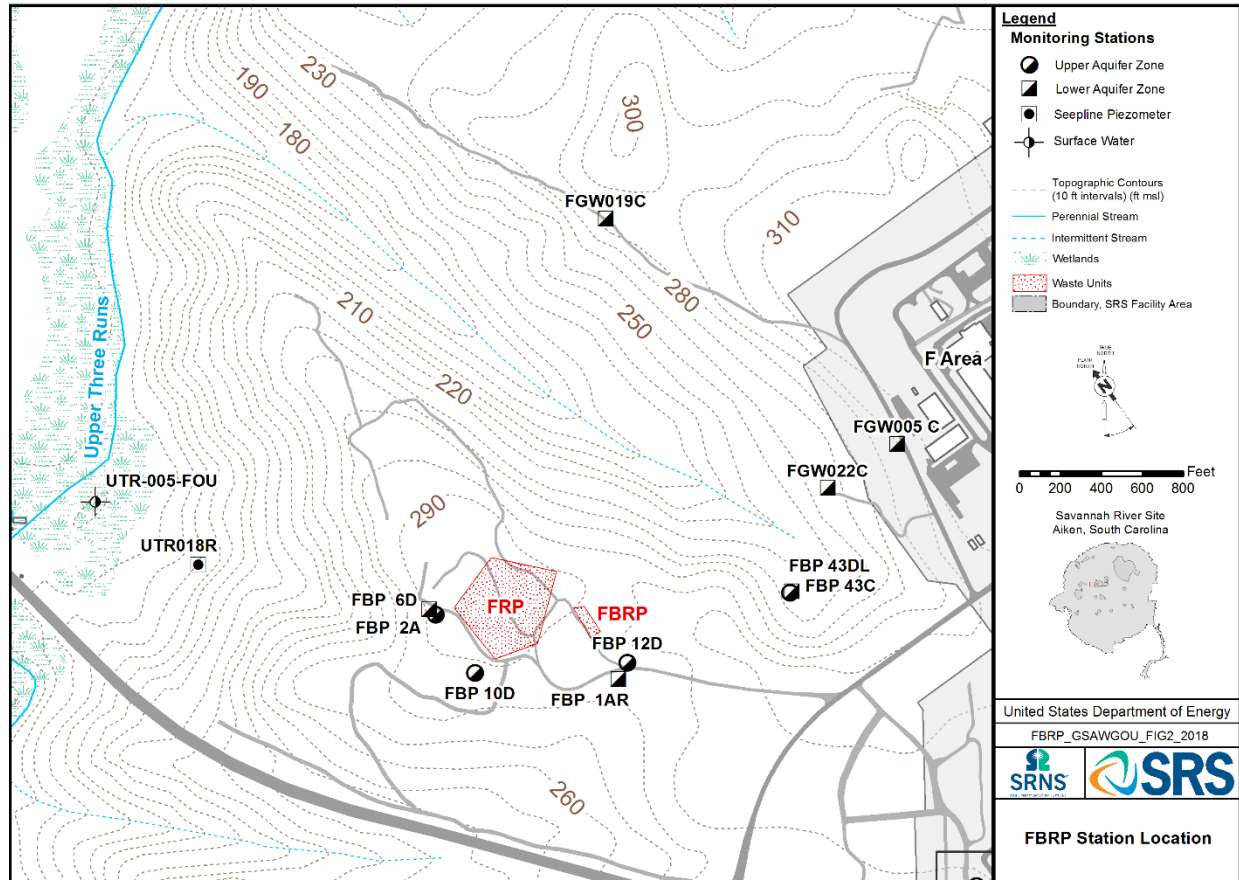 230
190
180
300
310
FGW019C
280
250
210
220
F Area
Upper Three Runs
FGW005 C
FGW022C
UTR-005-FOU
290
UTR018R
FBP 43DL
FBP 43C
FBP 6D
FRP
FBRP
FBP 2A
FBP 12D
FBP 10D
FBP 1AR
260
Legend
Monitoring Stations
Upper Aquifer Zone
Lower Aquifer Zone
Seepline Piezometer
Surface Water
Topographic Contours
(10 ft intervals) (ft msl)
Perennial Stream
Intermittent Stream
Wetlands
Waste Units
Boundary, SRS Facility Area
TRUE
NORTH
PLANT
NORTH
N
Feet
0 200 400 600 800
Savannah River Site
Aiken, South Carolina
United States Department of Energy
FBRP_GSAWGOU_FIG2_2018
SRNS
SRS
FBRP Station Location